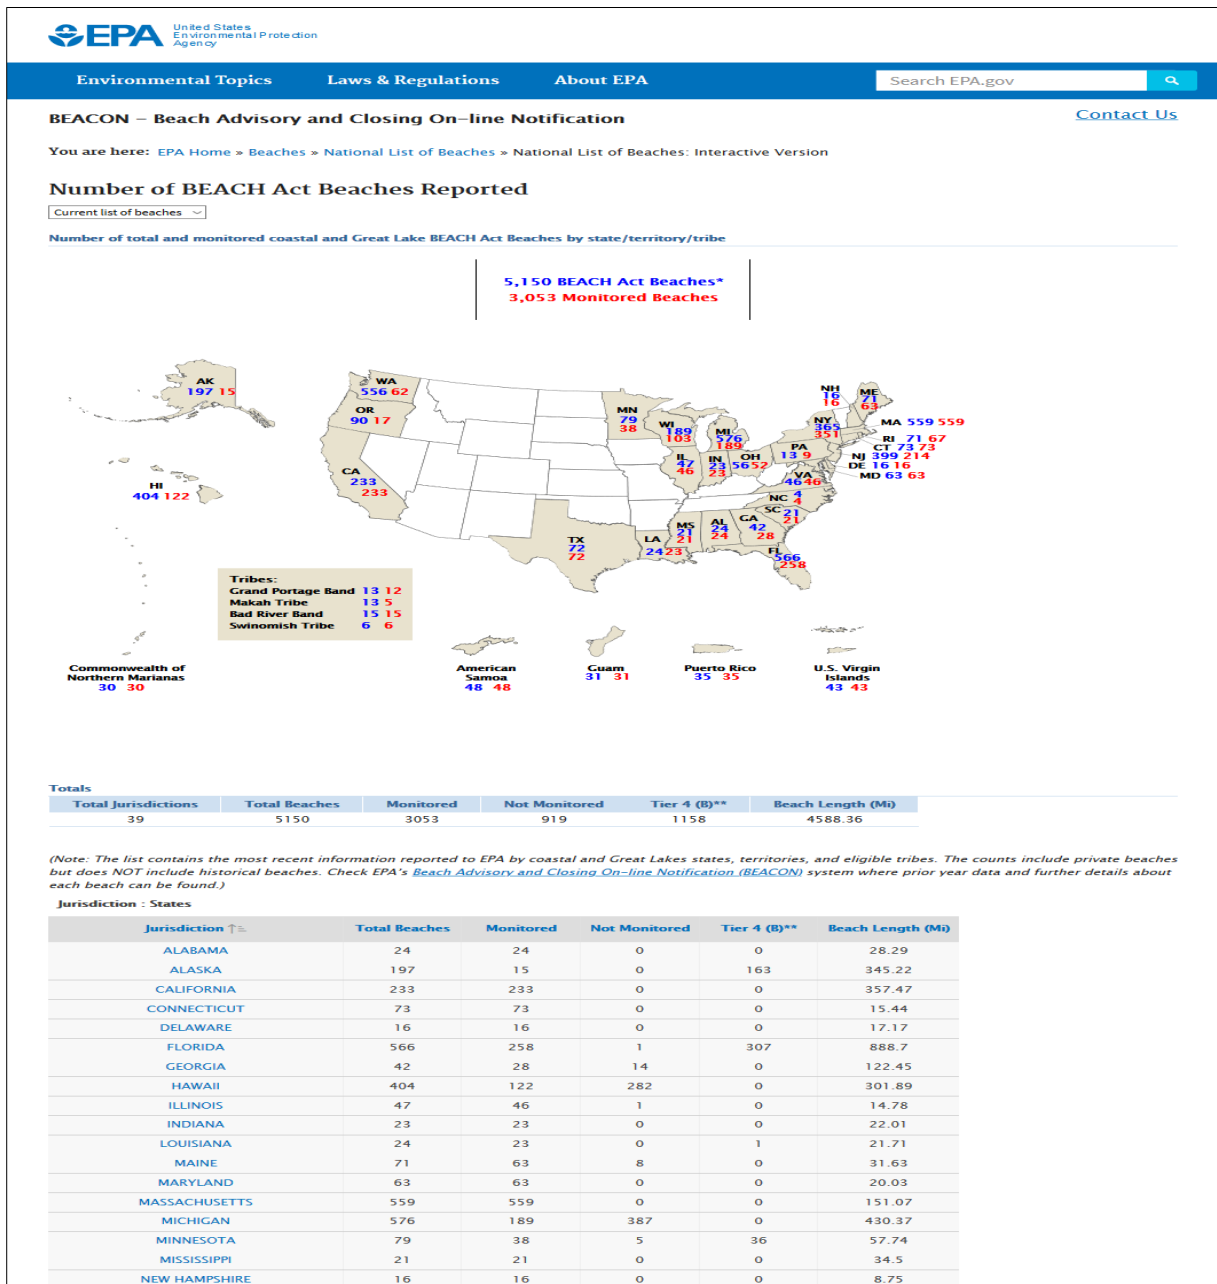 EPA United States
Environmental Protection
Agency
Environmental Topics Laws & Regulations About EPA Search EPA.gov
Contact Us
BEACON – Beach Advisory and Closing On-line Notification
You are here: EPA Home » Beaches » National List of Beaches » National List of Beaches: Interactive Version
Number of BEACH Act Beaches Reported
Current list of beaches
Number of total and monitored coastal and Great Lake BEACH Act Beaches by state/territory/tribe
5,150 BEACH Act Beaches*
3,053 Monitored Beaches
AK
197 15
WA
556 62
OR
90 17
CA
233
233
HI
404 122
MN
79
38
WI
189
103
MI
576
189
IL
47
46
IN
23
23
OH
56 52
PA
13 9
NY
365
351
NH
16
16
ME
71
63
MA 559 559
RI 71 67
CT 73 73
NJ 399 214
DE 16 16
MD 63 63
VA
46 46
NC 4
4
SC 21
21
GA
42
28
AL
24
24
MS
21
21
LA
24 23
TX
72
72
FL
566
258
Tribes:
Grand Portage Band 13 12
Makah Tribe 13 5
Bad River Band 15 15
Swinomish Tribe 6 6
Commonwealth of
Northern Marianas
30 30
American
Samoa
48 48
Guam
31 31
Puerto Rico
35 35
U.S. Virgin
Islands
43 43
Totals
Total Jurisdictions Total Beaches Monitored Not Monitored Tier 4 (B)** Beach Length (Mi)
39 5150 3053 919 1158 4588.36
(Note: The list contains the most recent information reported to EPA by coastal and Great Lakes states, territories, and eligible tribes. The counts include private beaches
but does NOT include historical beaches. Check EPA's Beach Advisory and Closing On-line Notification (BEACON) system where prior year data and further details about
each beach can be found.)
Jurisdiction : States
Jurisdiction Total Beaches Monitored Not Monitored Tier 4 (B)** Beach Length (Mi)
ALABAMA 24 24 0 0 28.29
ALASKA 197 15 0 163 345.22
CALIFORNIA 233 233 0 0 357.47
CONNECTICUT 73 73 0 0 15.44
DELAWARE 16 16 0 0 17.17
FLORIDA 566 258 1 307 888.7
GEORGIA 42 28 14 0 122.45
HAWAII 404 122 282 0 301.89
ILLINOIS 47 46 1 0 14.78
INDIANA 23 23 0 0 22.01
LOUISIANA 24 23 0 1 21.71
MAINE 71 63 8 0 31.63
MARYLAND 63 63 0 0 20.03
MASSACHUSETTS 559 559 0 0 151.07
MICHIGAN 576 189 387 0 430.37
MINNESOTA 79 38 5 36 57.74
MISSISSIPPI 21 21 0 0 34.5
NEW HAMPSHIRE 16 16 0 0 8.75